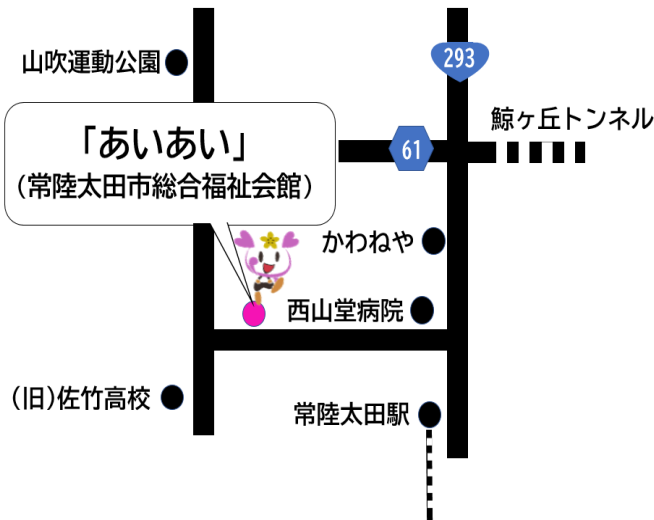 山吹運動公園
293
鯨ヶ丘トンネル
「あいあい」
(常陸太田市総合福祉会館)
61
かわねや
西山堂病院
(旧)佐竹高校
常陸太田駅